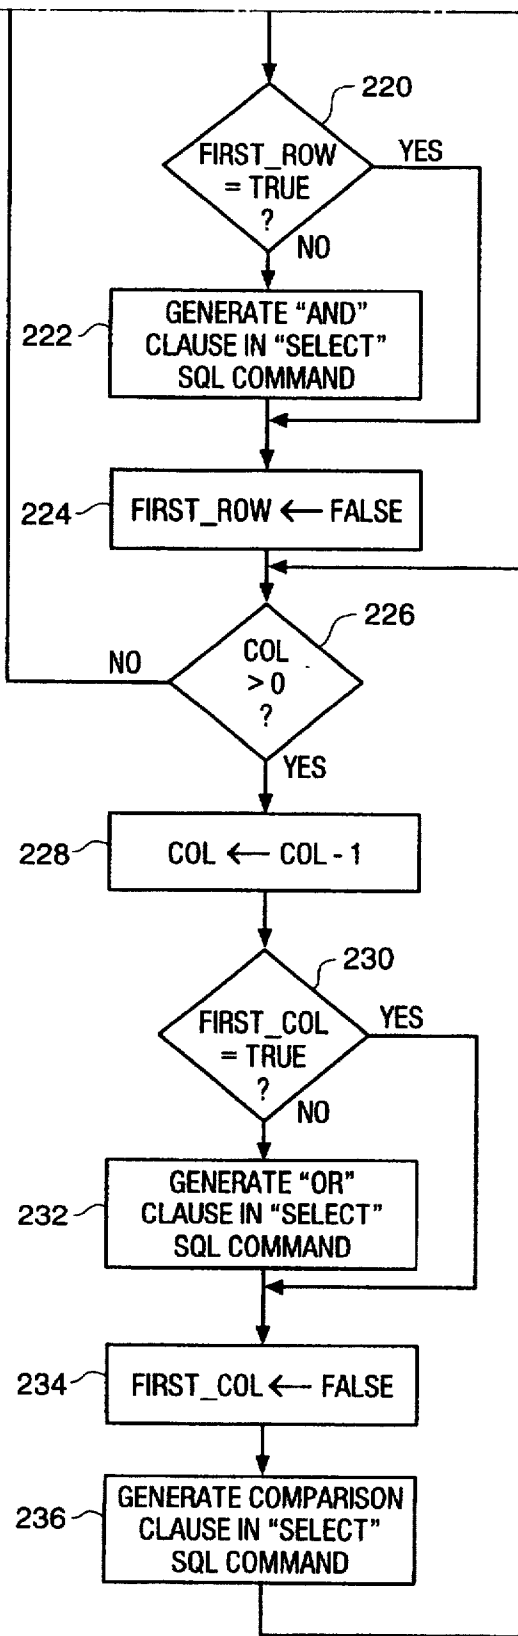 220
FIRST_ROW
= TRUE
?
YES
NO
222
GENERATE “AND”
CLAUSE IN “SELECT”
SQL COMMAND
224
FIRST_ROW ← FALSE
226
COL
> 0
?
NO
YES
228
COL ← COL - 1
230
FIRST_COL
= TRUE
?
YES
NO
232
GENERATE “OR”
CLAUSE IN “SELECT”
SQL COMMAND
234
FIRST_COL ← FALSE
236
GENERATE COMPARISON
CLAUSE IN “SELECT”
SQL COMMAND